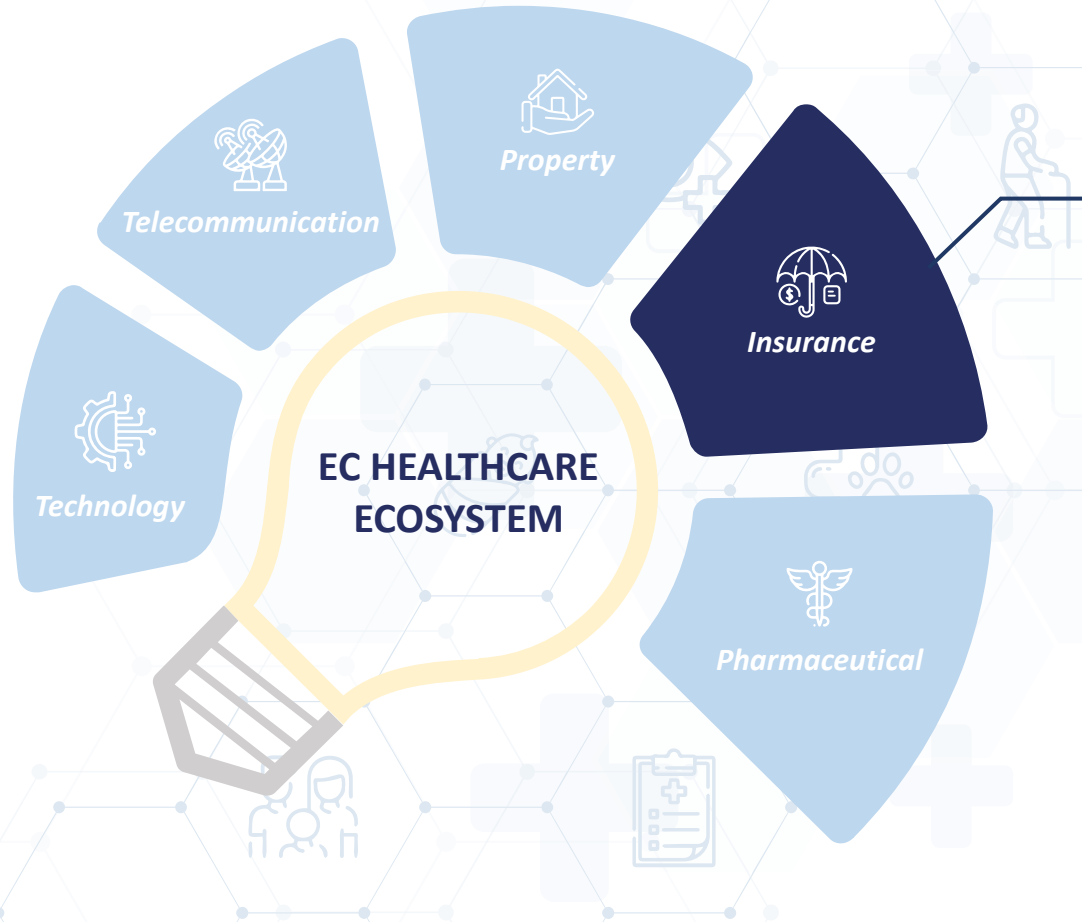 Property
Telecommunication
Insurance
EC HEALTHCARE
ECOSYSTEM
Technology
Pharmaceutical